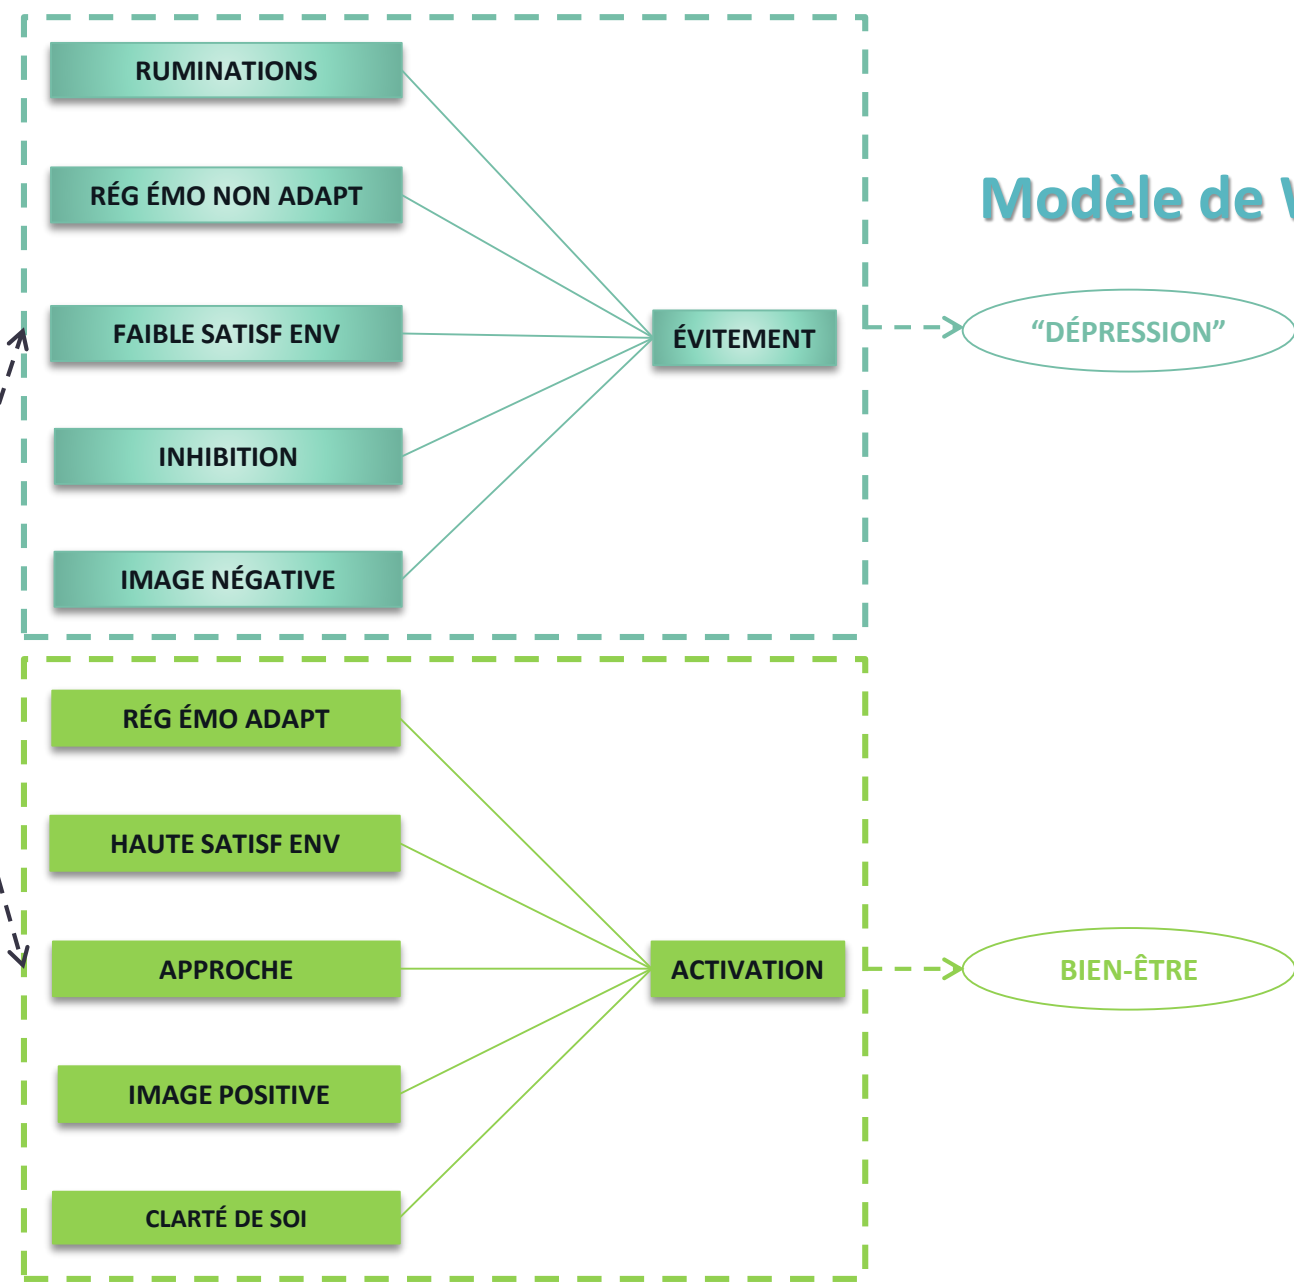 RUMINATIONS
RÉG ÉMO NON ADAPT
FAIBLE SATISF ENV
INHIBITION
IMAGE NÉGATIVE
ÉVITEMENT
Modèle de
“DÉPRESSION”
RÉG ÉMO ADAPT
HAUTE SATISF ENV
APPROCHE
IMAGE POSITIVE
CLARTÉ DE SOI
ACTIVATION
BIEN-ÊTRE